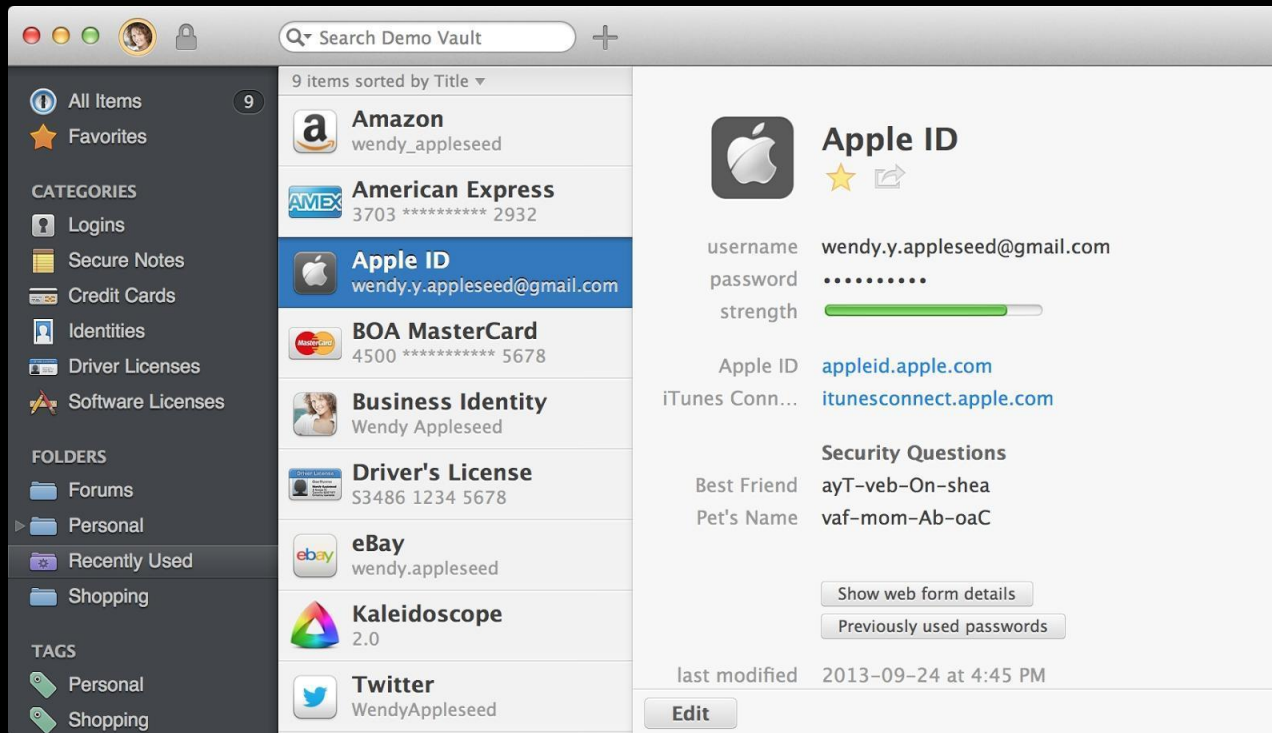 Search Demo Vault
All Items
9
Favorites
CATEGORIES
Logins
Secure Notes
Credit Cards
Identities
Driver Licenses
Software Licenses
FOLDERS
Forums
Personal
Recently Used
Shopping
TAGS
Personal
Shopping
9 items sorted by Title
a
Amazon
wendy_appleseed
AMEX
American Express
3703 ********** 2932
Apple ID
wendy.y.appleseed@gmail.com
MasterCard
BOA MasterCard
4500 *********** 5678
Business Identity
Wendy Appleseed
Driver's License
S3486 1234 5678
ebay
eBay
wendy.appleseed
Kaleidoscope
2.0
Twitter
WendyAppleseed
Apple ID
username wendy.y.appleseed@gmail.com
password ••••••••••
strength
Apple ID appleid.apple.com
iTunes Conn... itunesconnect.apple.com
Security Questions
Best Friend ayT-veb-On-shea
Pet's Name vaf-mom-Ab-oaC
Show web form details
Previously used passwords
last modified 2013-09-24 at 4:45 PM
Edit